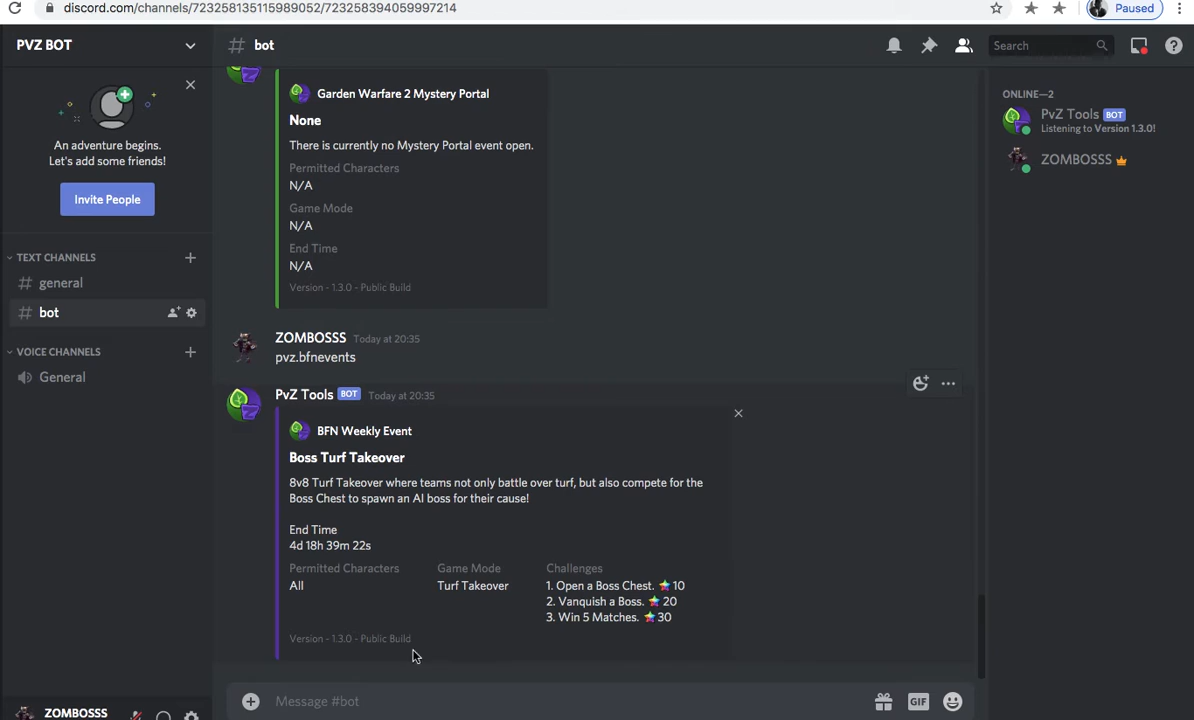 discord.com/channels/723258135115989052/723258394059997214
Paused
PVZ BOT
bot
Search
An adventure begins.
Let's add some friends!
Invite People
TEXT CHANNELS
general
bot
VOICE CHANNELS
General
ZOMBOSSS
Garden Warfare 2 Mystery Portal
None
There is currently no Mystery Portal event open.
Permitted Characters
N/A
Game Mode
N/A
End Time
N/A
Version - 1.3.0 - Public Build
ZOMBOSSS Today at 20:35
pvz.bfnevents
PvZ Tools BOT Today at 20:35
BFN Weekly Event
Boss Turf Takeover
8v8 Turf Takeover where teams not only battle over turf, but also compete for the
Boss Chest to spawn an AI boss for their cause!
End Time
4d 18h 39m 22s
Permitted Characters Game Mode Challenges
All Turf Takeover 1. Open a Boss Chest. 10
2. Vanquish a Boss. 20
3. Win 5 Matches. 30
Version - 1.3.0 - Public Build
Message #bot
GIF
ONLINE—2
PvZ Tools BOT
Listening to Version 1.3.0!
ZOMBOSSS